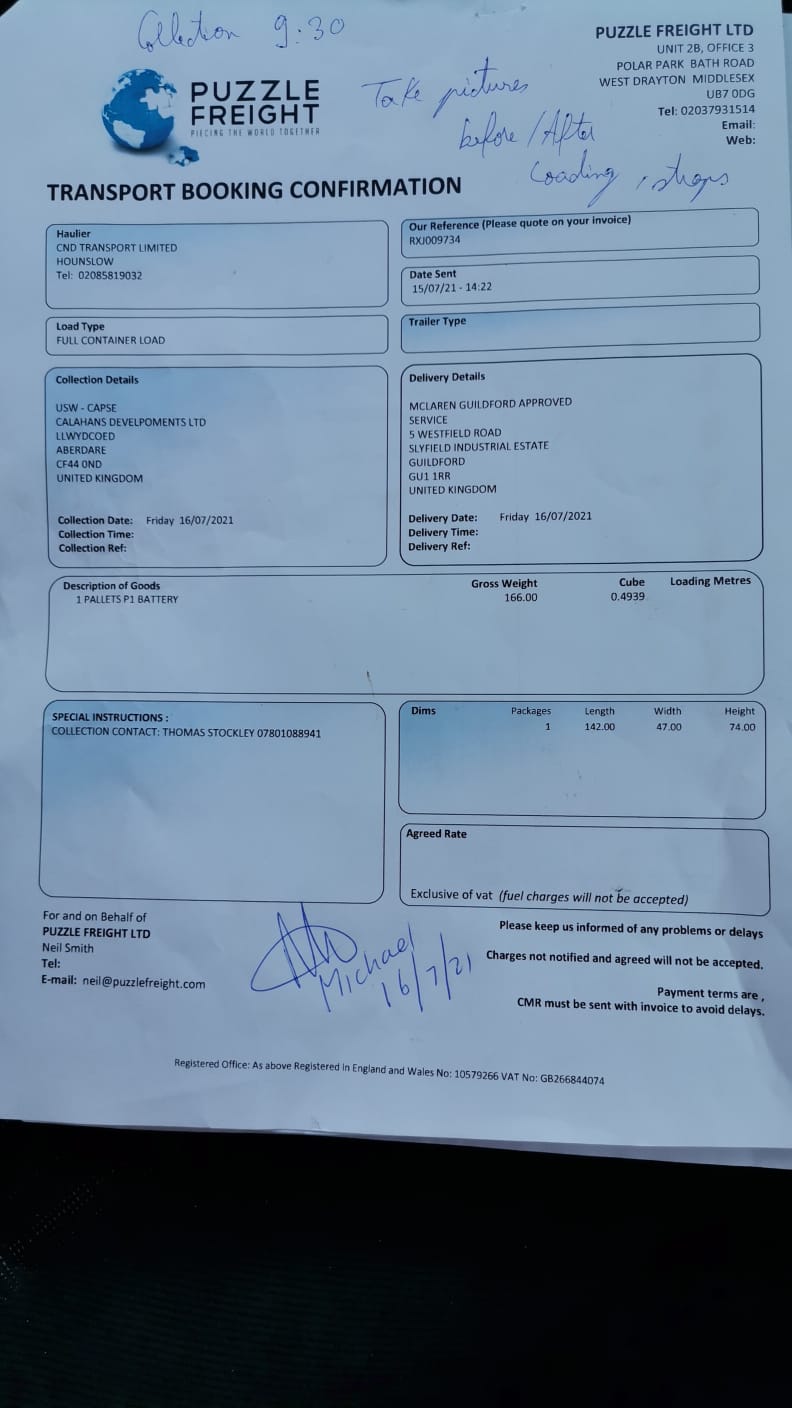 Collection 9:30
PUZZLE FREIGHT LTD
UNIT 2B, OFFICE 3
POLAR PARK BATH ROAD
WEST DRAYTON MIDDLESEX
UB7 0DG
Tel: 02037931514
Email:
Web:
PUZZLE
FREIGHT
PIECING THE WORLD TOGETHER
Take pictures
before / After
Loading / straps
TRANSPORT BOOKING CONFIRMATION
Haulier
CND TRANSPORT LIMITED
HOUNSLOW
Tel: 02085819032
Our Reference (Please quote on your invoice)
RXJ009734
Date Sent
15/07/21 - 14:22
Load Type
FULL CONTAINER LOAD
Trailer Type
Collection Details
USW - CAPSE
CALAHANS DEVELPOMENTS LTD
LLWYDCOED
ABERDARE
CF44 0ND
UNITED KINGDOM
Collection Date: Friday 16/07/2021
Collection Time:
Collection Ref:
Delivery Details
MCLAREN GUILDFORD APPROVED
SERVICE
5 WESTFIELD ROAD
SLYFIELD INDUSTRIAL ESTATE
GUILDFORD
GU1 1RR
UNITED KINGDOM
Delivery Date: Friday 16/07/2021
Delivery Time:
Delivery Ref:
Description of Goods Gross Weight Cube Loading Metres
1 PALLETS P1 BATTERY 166.00 0.4939
SPECIAL INSTRUCTIONS :
COLLECTION CONTACT: THOMAS STOCKLEY 07801088941
Dims Packages Length Width Height
1 142.00 47.00 74.00
Agreed Rate
Exclusive of vat (fuel charges will not be accepted)
For and on Behalf of
PUZZLE FREIGHT LTD
Neil Smith
Tel:
E-mail: neil@puzzlefreight.com
Michael
16/7/21
Please keep us informed of any problems or delays
Charges not notified and agreed will not be accepted.
Payment terms are ,
CMR must be sent with invoice to avoid delays.
Registered Office: As above Registered in England and Wales No: 10579266 VAT No: GB266844074